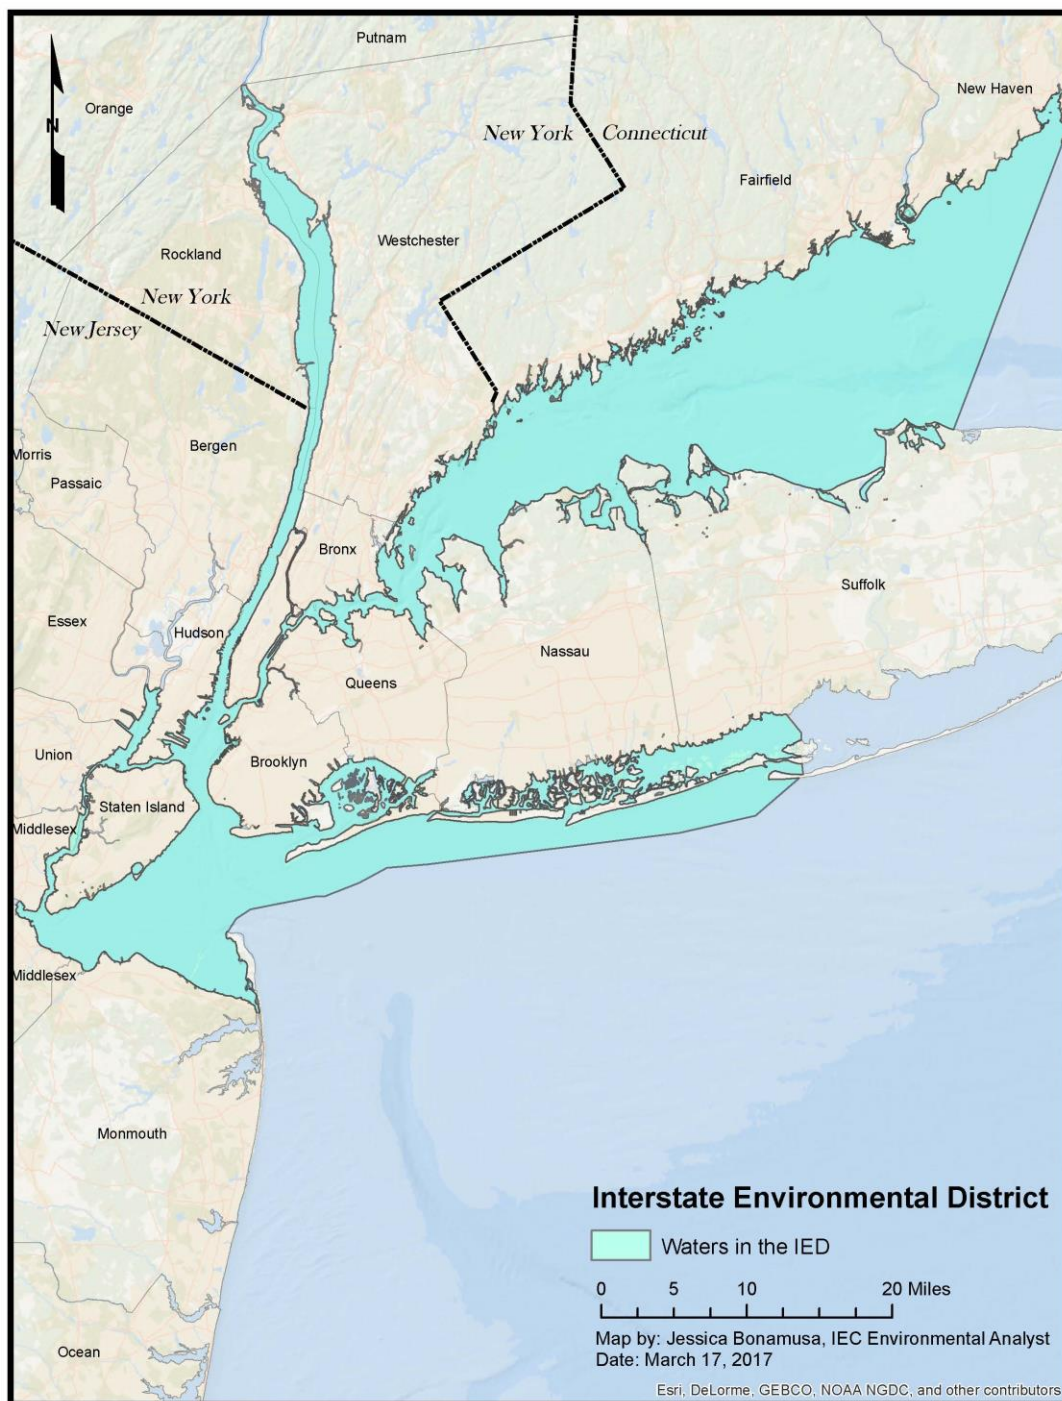 Putnam
New Haven
Orange
N
New York
Connecticut
Fairfield
Westchester
Rockland
New York
New Jersey
Bergen
Morris
Passaic
Bronx
Suffolk
Essex
Hudson
Nassau
Queens
Union
Brooklyn
Staten Island
Middlesex
Middlesex
Monmouth
Interstate Environmental District
Waters in the IED
0 5 10 20 Miles
Map by: Jessica Bonamusa, IEC Environmental Analyst
Date: March 17, 2017
Ocean
Esri, DeLorme, GEBCO, NOAA NGDC, and other contributors